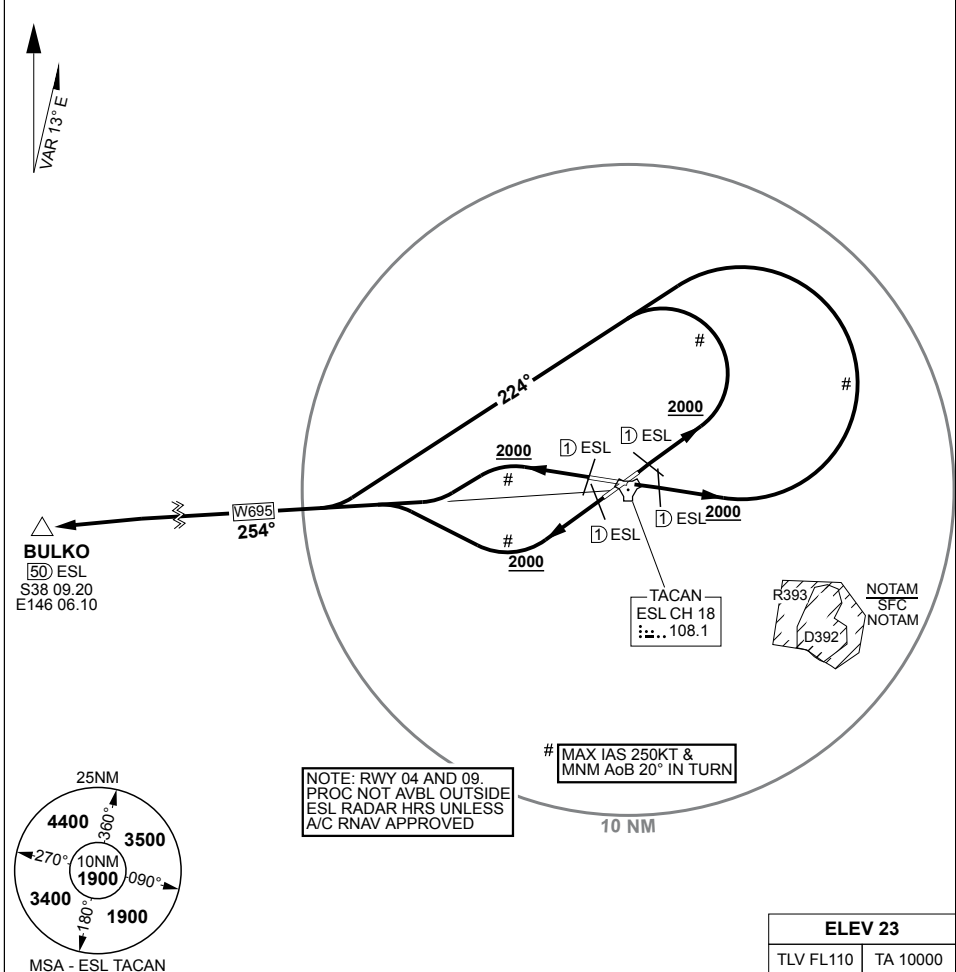 VAR 13° E
2000
1 ESL
1 ESL
224°
2000
1 ESL
2000
1 ESL
W695
254°
2000
BULKO
50 ESL
S38 09.20
E146 06.10
TACAN
ESL CH 18
108.1
R393
D392
NOTAM
SFC
NOTAM
#
#
#
#
# MAX IAS 250KT &
MNM AoB 20° IN TURN
NOTE: RWY 04 AND 09.
PROC NOT AVBL OUTSIDE
ESL RADAR HRS UNLESS
A/C RNAV APPROVED
10 NM
25NM
4400
360°
3500
270°
10NM
1900
090°
3400
180°
1900
MSA - ESL TACAN
ELEV 23
TLV FL110
TA 10000